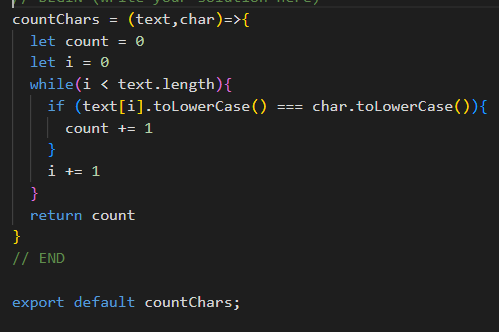 // BEGIN (write your solution here)
countChars = (text,char)=>{
  let count = 0
  let i = 0
  while(i < text.length){
    if (text[i].toLowerCase() === char.toLowerCase()){
      count += 1
    }
    i += 1
  }
  return count
}
// END

export default countChars;